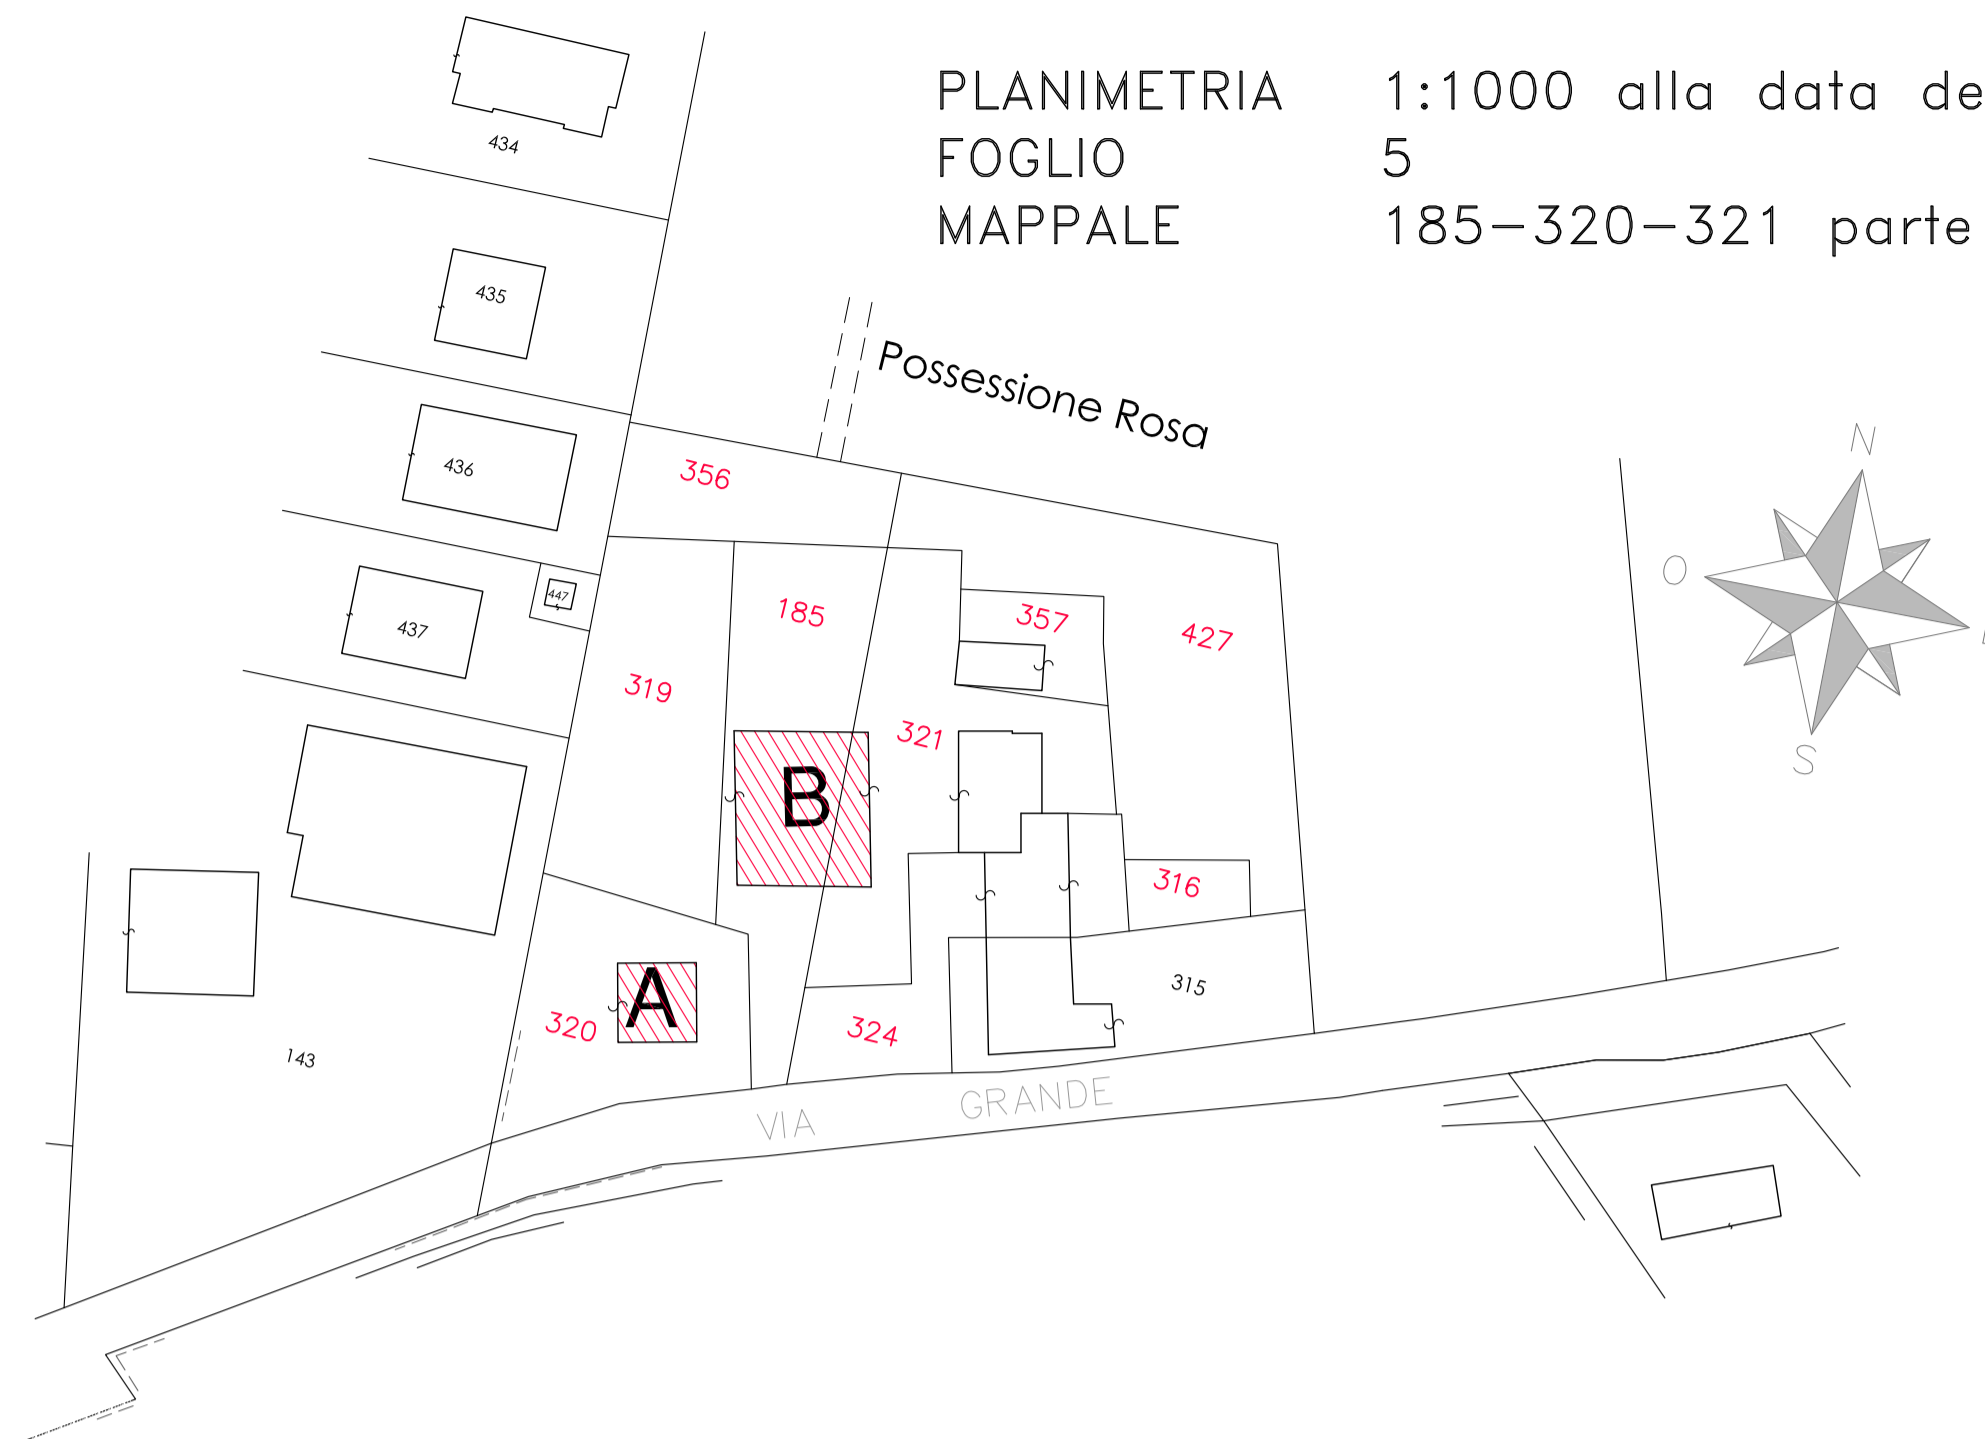 PLANIMETRIA 1:1000 alla data de
FOGLIO 5
MAPPALE 185-320-321 parte
434
435
Possessione Rosa
436
356
N
O
447
437
185
357
427
319
321
B
S
316
A
320
324
315
143
VIA GRANDE